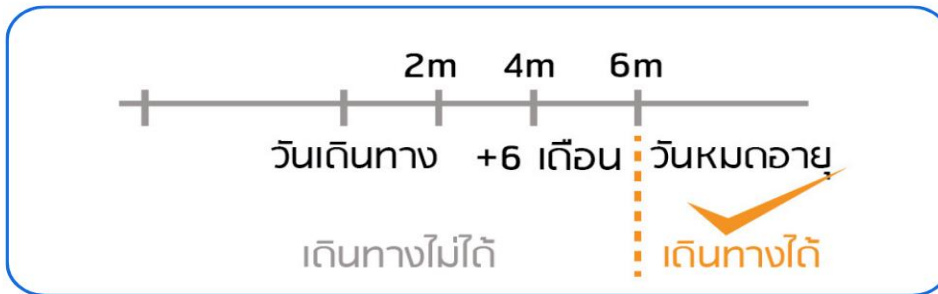 2m 4m 6m
วันเดินทาง +6 เดือน วันหมดอายุ
เดินทางไม่ได้ เดินทางได้